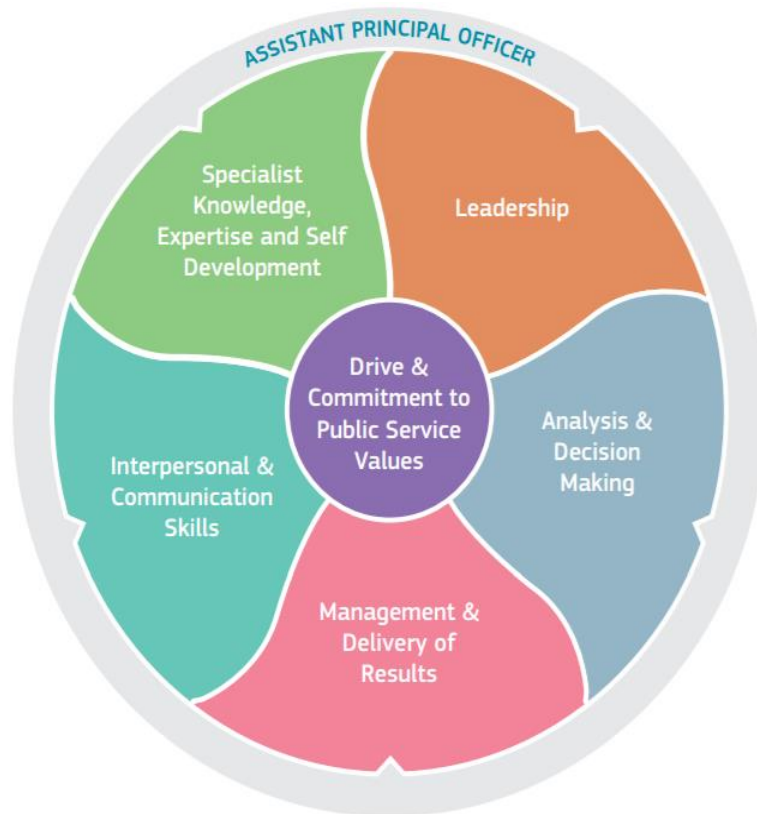 ASSISTANT PRINCIPAL OFFICER
Specialist
Knowledge,
Expertise and Self
Development
Leadership
Drive &
Commitment to
Public Service
Values
Analysis &
Decision
Making
Interpersonal &
Communication
Skills
Management &
Delivery of
Results